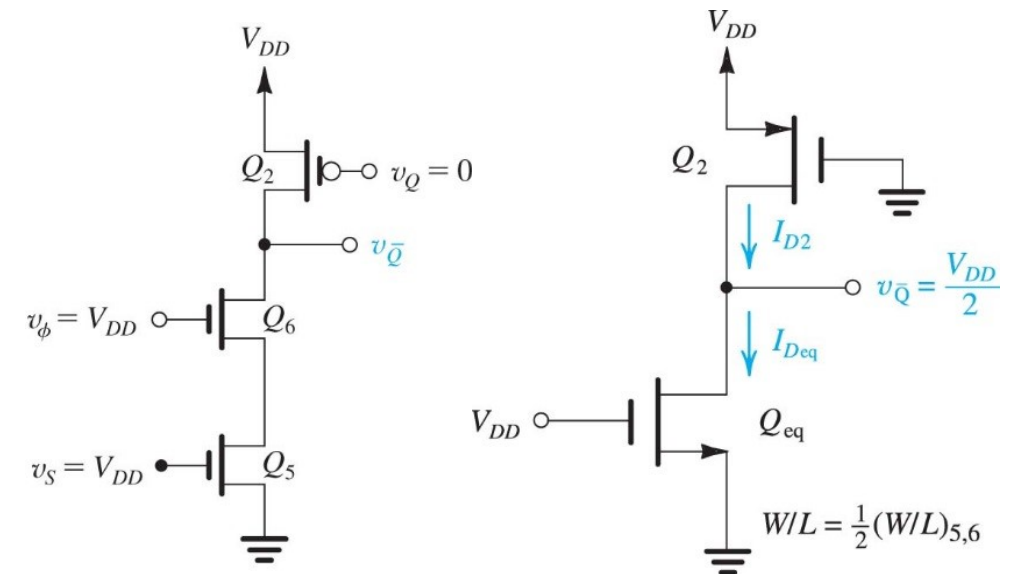 V_DD
Q_2
v_Q = 0
v_Q̄
v_ϕ = V_DD
Q_6
v_S = V_DD
Q_5
V_DD
Q_2
I_D2
v_Q̄ = V_DD/2
I_Deq
V_DD
Q_eq
W/L = ½(W/L)_5,6